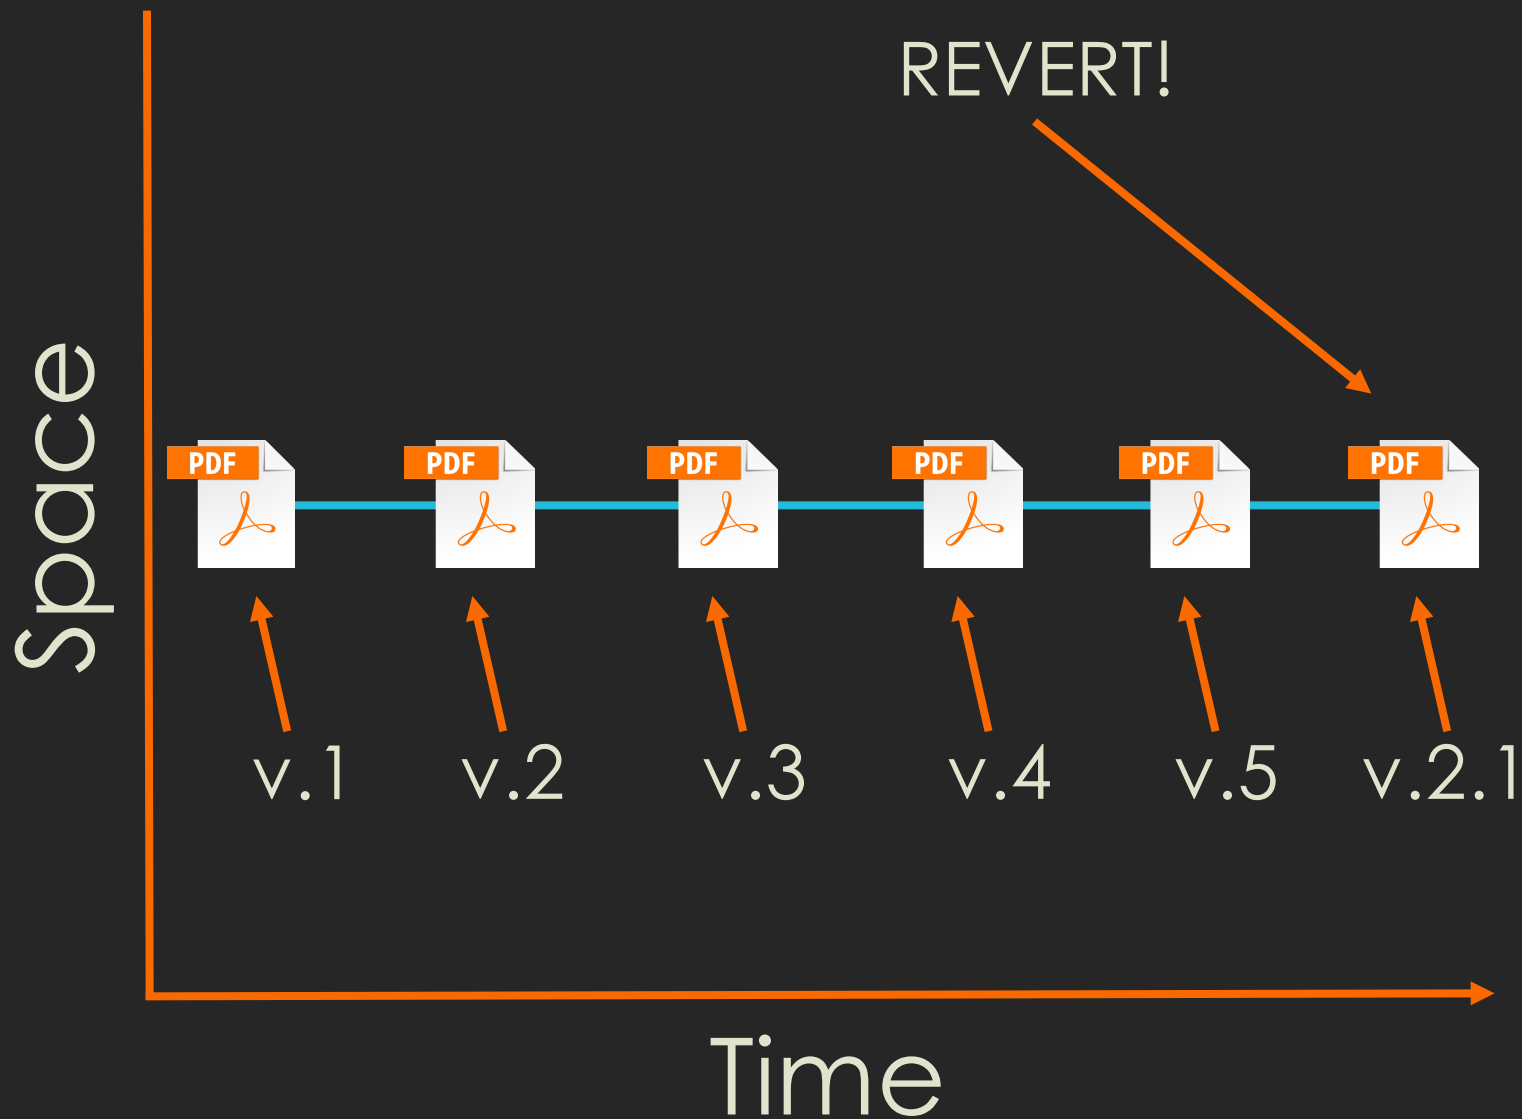 REVERT!
Space
PDF PDF PDF PDF PDF PDF
v.1 v.2 v.3 v.4 v.5 v.2.1
Time